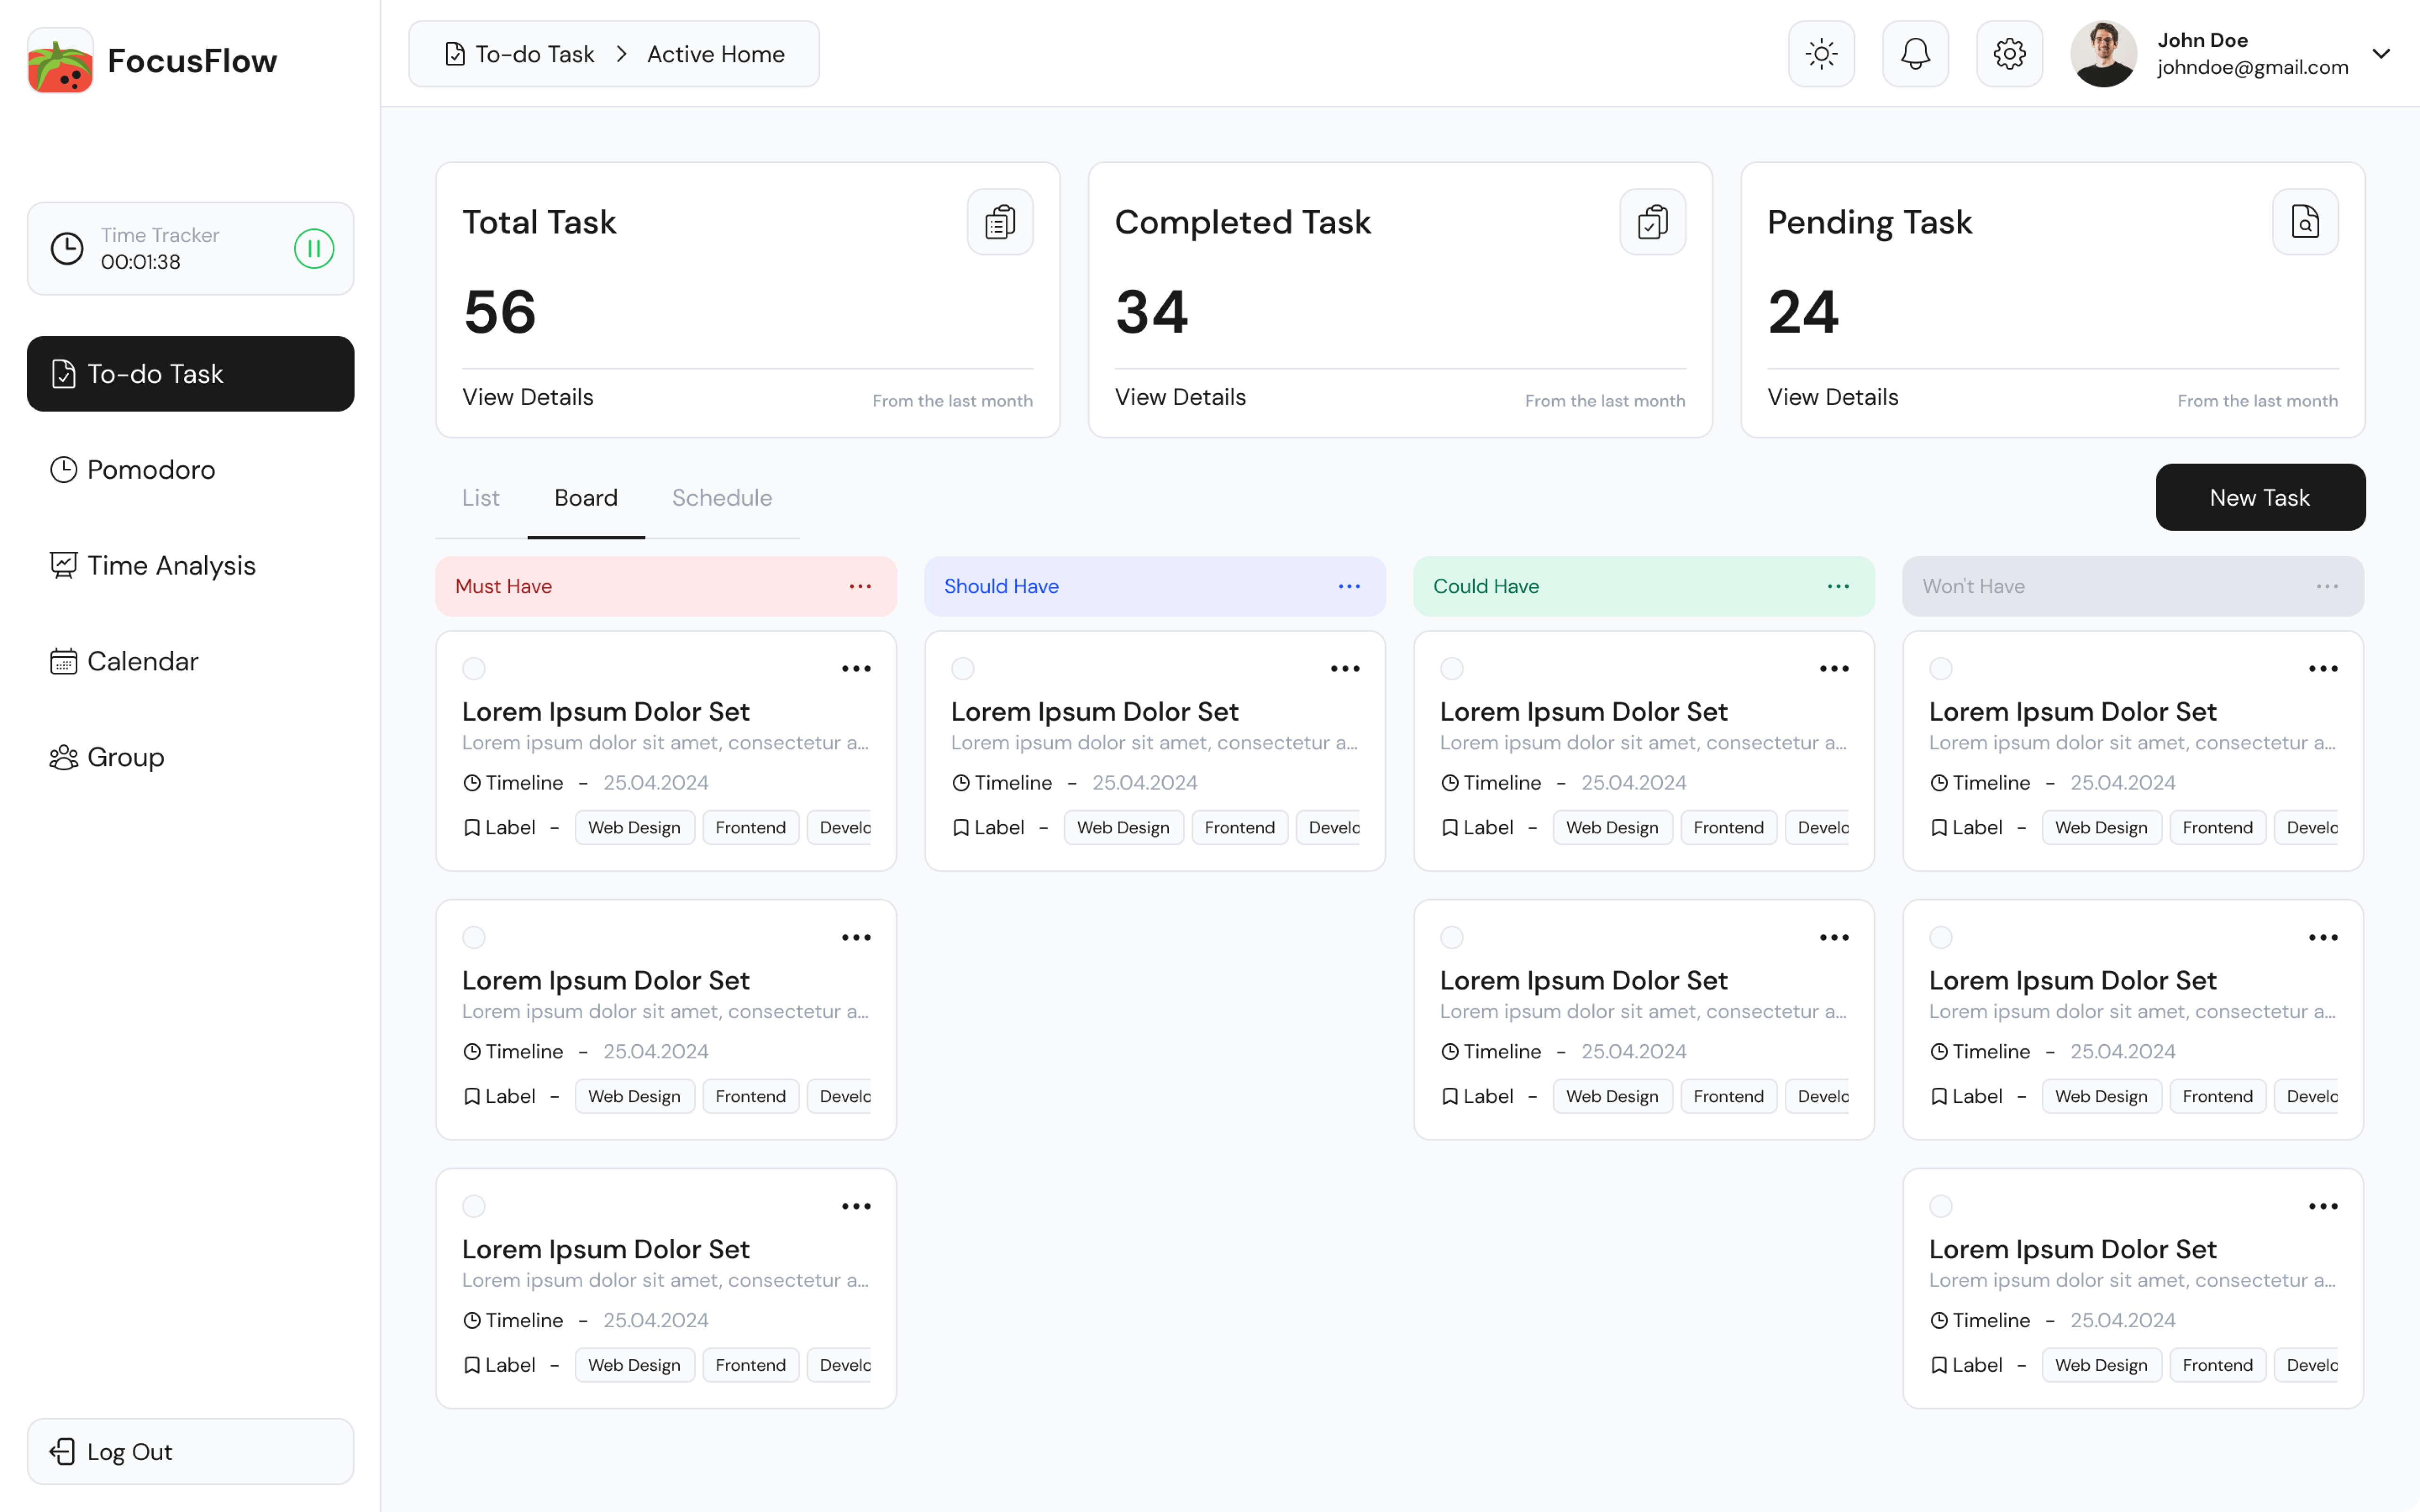 FocusFlow
To-do Task > Active Home
John Doe
johndoe@gmail.com
Time Tracker
00:01:38
To-do Task
Pomodoro
Time Analysis
Calendar
Group
Log Out
Total Task
56
View Details From the last month
Completed Task
34
View Details From the last month
Pending Task
24
View Details From the last month
List Board Schedule
New Task
Must Have
Lorem Ipsum Dolor Set
Lorem ipsum dolor sit amet, consectetur a...
Timeline - 25.04.2024
Label - Web Design Frontend Develo
Lorem Ipsum Dolor Set
Lorem ipsum dolor sit amet, consectetur a...
Timeline - 25.04.2024
Label - Web Design Frontend Develo
Lorem Ipsum Dolor Set
Lorem ipsum dolor sit amet, consectetur a...
Timeline - 25.04.2024
Label - Web Design Frontend Develo
Should Have
Lorem Ipsum Dolor Set
Lorem ipsum dolor sit amet, consectetur a...
Timeline - 25.04.2024
Label - Web Design Frontend Develo
Could Have
Lorem Ipsum Dolor Set
Lorem ipsum dolor sit amet, consectetur a...
Timeline - 25.04.2024
Label - Web Design Frontend Develo
Lorem Ipsum Dolor Set
Lorem ipsum dolor sit amet, consectetur a...
Timeline - 25.04.2024
Label - Web Design Frontend Develo
Won't Have
Lorem Ipsum Dolor Set
Lorem ipsum dolor sit amet, consectetur a...
Timeline - 25.04.2024
Label - Web Design Frontend Develo
Lorem Ipsum Dolor Set
Lorem ipsum dolor sit amet, consectetur a...
Timeline - 25.04.2024
Label - Web Design Frontend Develo
Lorem Ipsum Dolor Set
Lorem ipsum dolor sit amet, consectetur a...
Timeline - 25.04.2024
Label - Web Design Frontend Develo